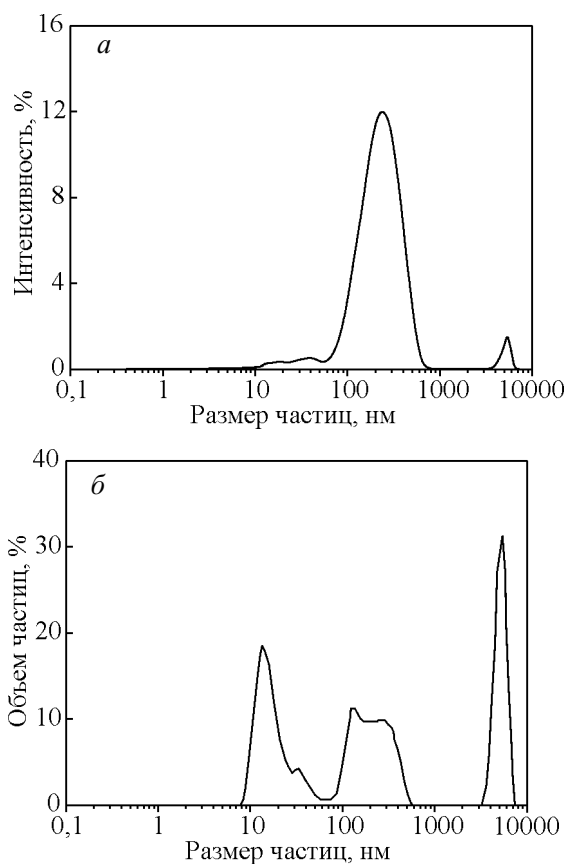 а
Интенсивность, %
16
12
8
4
0
0,1 1 10 100 1000 10000
Размер частиц, нм
б
Объем частиц, %
40
30
20
10
0
0,1 1 10 100 1000 10000
Размер частиц, нм